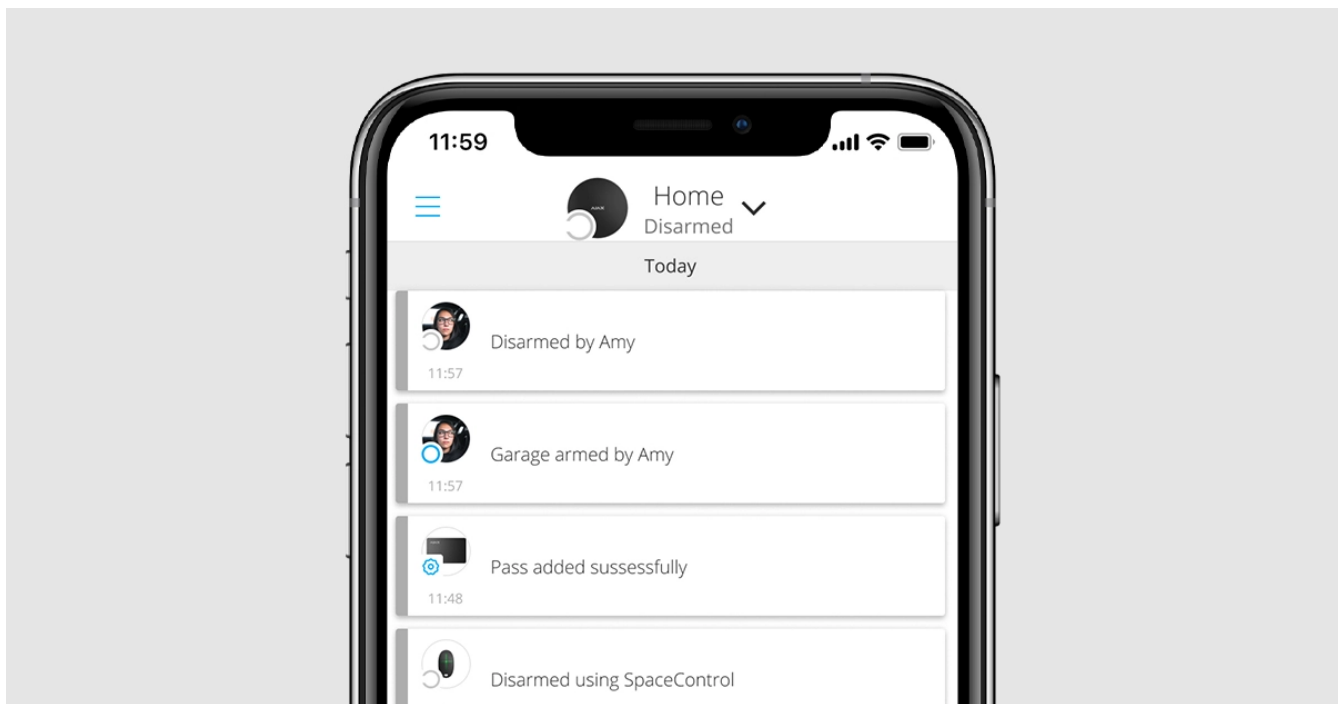 11:59
AJAX
Home
Disarmed
Today
Disarmed by Amy
11:57
Garage armed by Amy
11:57
Pass added sussessfully
11:48
Disarmed using SpaceControl